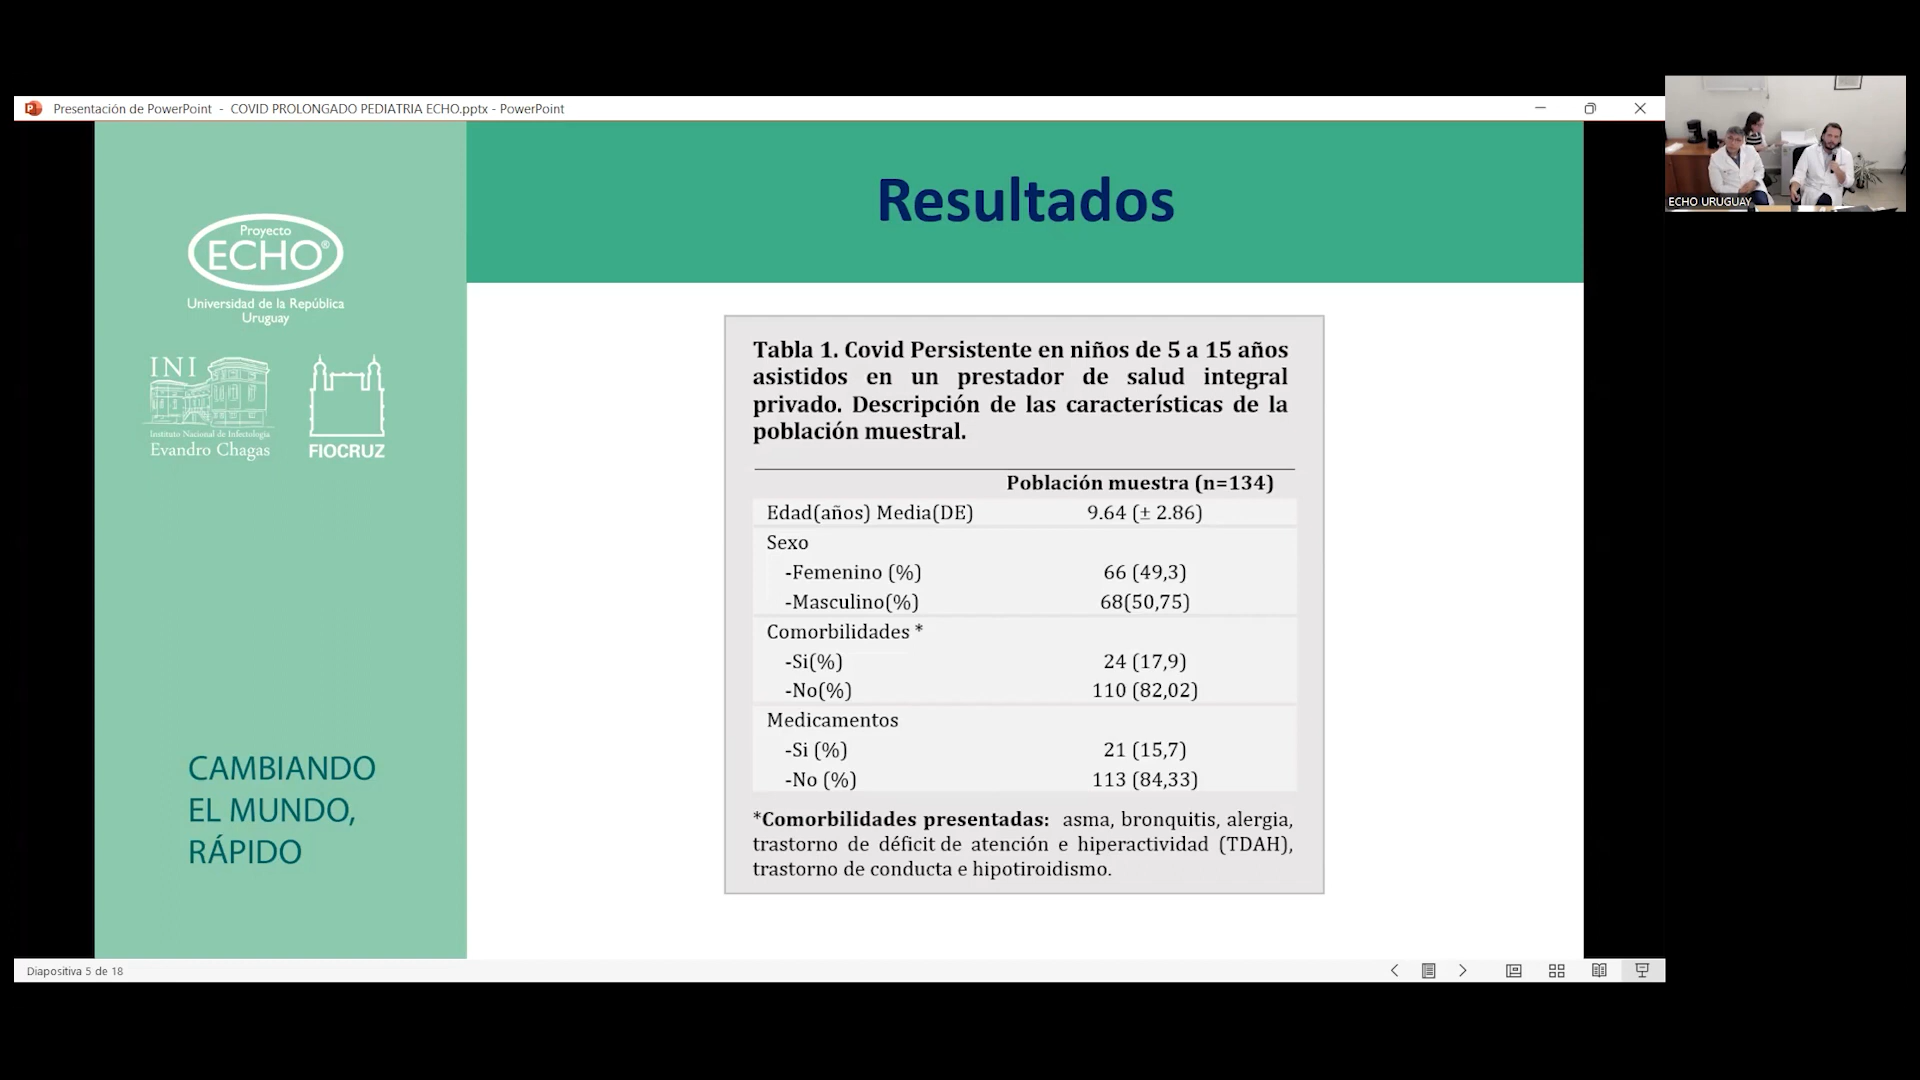 Presentación de PowerPoint - COVID PROLONGADO PEDIATRIA ECHO.pptx - PowerPoint
ECHO URUGUAY
Proyecto
ECHO®
Universidad de la República
Uruguay
INI
Instituto Nacional de Infectología
Evandro Chagas
FIOCRUZ
CAMBIANDO
EL MUNDO,
RÁPIDO
Resultados
Tabla 1. Covid Persistente en niños de 5 a 15 años
asistidos en un prestador de salud integral
privado. Descripción de las características de la
población muestral.
Población muestra (n=134)
Edad(años) Media(DE) 9.64 (± 2.86)
Sexo
-Femenino (%) 66 (49,3)
-Masculino(%) 68(50,75)
Comorbilidades *
-Si(%) 24 (17,9)
-No(%) 110 (82,02)
Medicamentos
-Si (%) 21 (15,7)
-No (%) 113 (84,33)
*Comorbilidades presentadas: asma, bronquitis, alergia,
trastorno de déficit de atención e hiperactividad (TDAH),
trastorno de conducta e hipotiroidismo.
Diapositiva 5 de 18